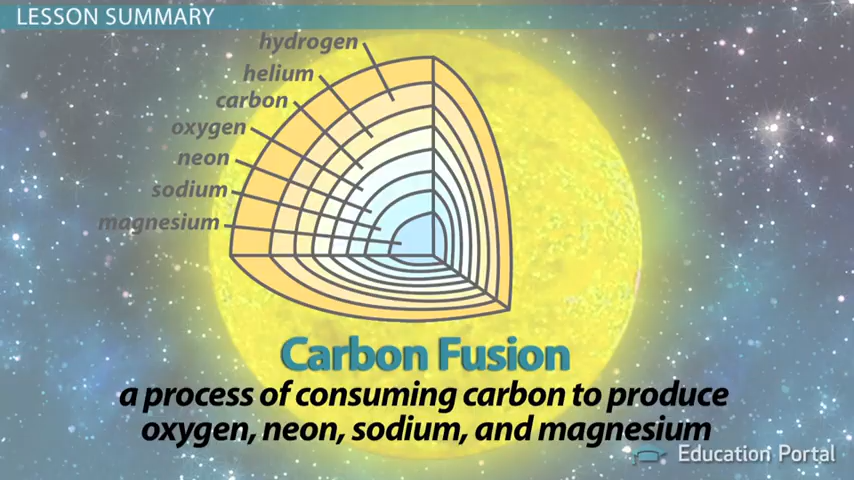 LESSON SUMMARY
hydrogen
helium
carbon
oxygen
neon
sodium
magnesium
Carbon Fusion
a process of consuming carbon to produce
oxygen, neon, sodium, and magnesium
Education Portal